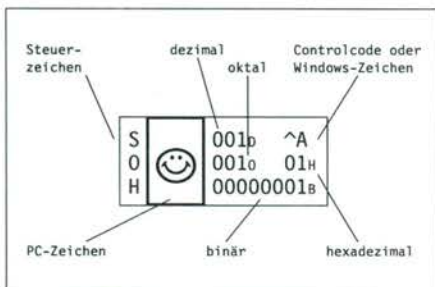 Steuer-
zeichen
dezimal
oktal
Controlcode oder
Windows-Zeichen
S 001D ^A
O 001O 01H
H 00000001B
PC-Zeichen
binär
hexadezimal